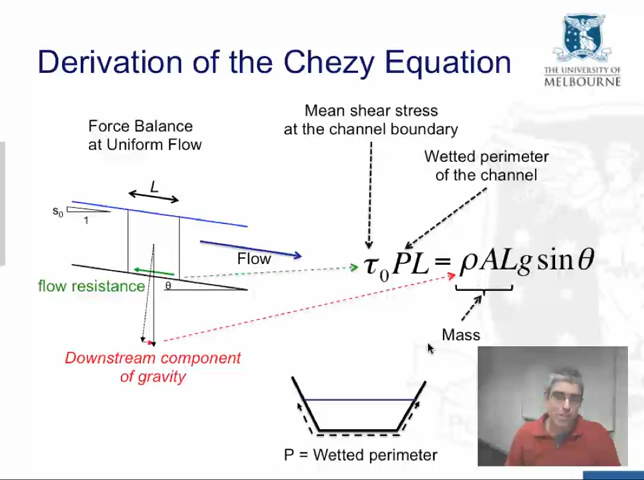 Derivation of the Chezy Equation
THE UNIVERSITY OF
MELBOURNE
Mean shear stress
at the channel boundary
Force Balance
at Uniform Flow
Wetted perimeter
of the channel
L
s₀
1
Flow
τ₀PL = ρALg sin θ
flow resistance
θ
Mass
Downstream component
of gravity
P = Wetted perimeter